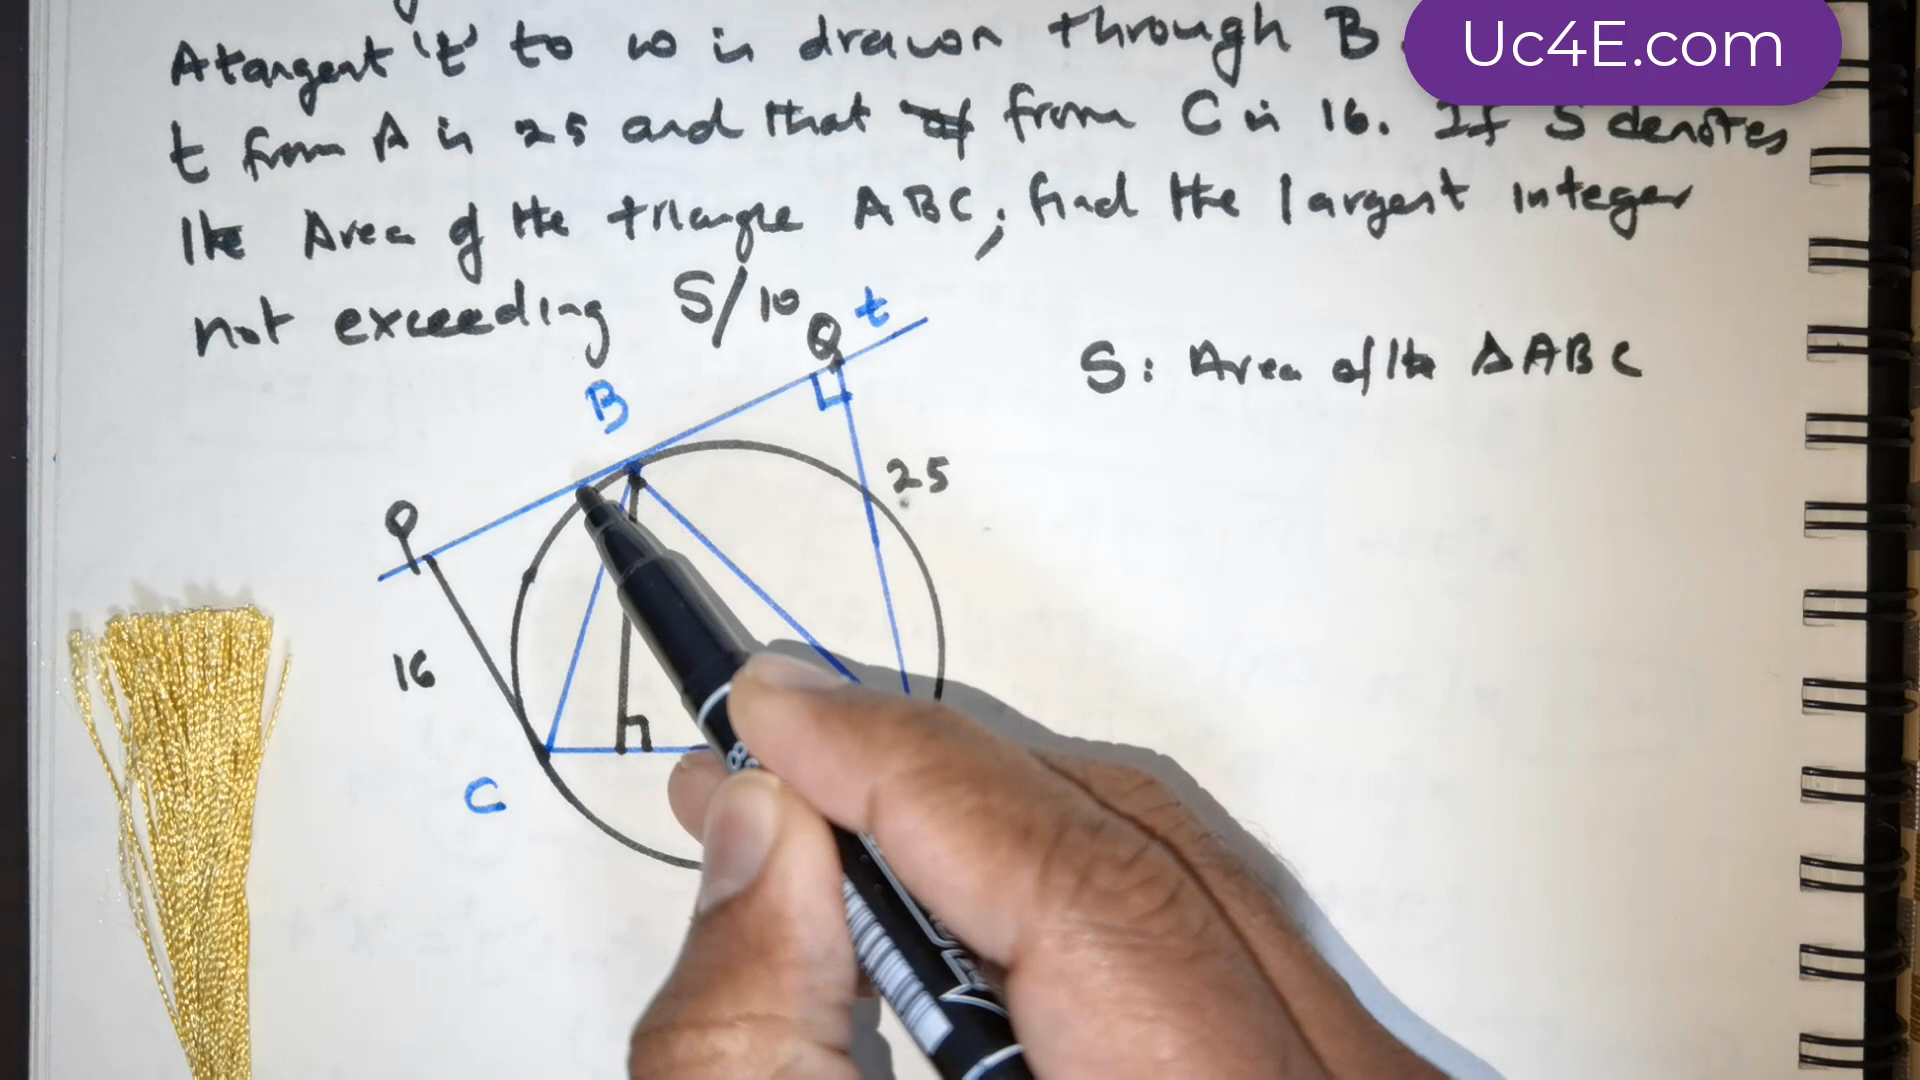 A tangent 't' to ω is drawn through B
Uc4E.com
t from A is 25 and that from C is 16. If S denotes
the Area of the triangle ABC, find the largest integer
not exceeding S/10
Q t
S: Area of the ΔABC
B
25
P
16
C